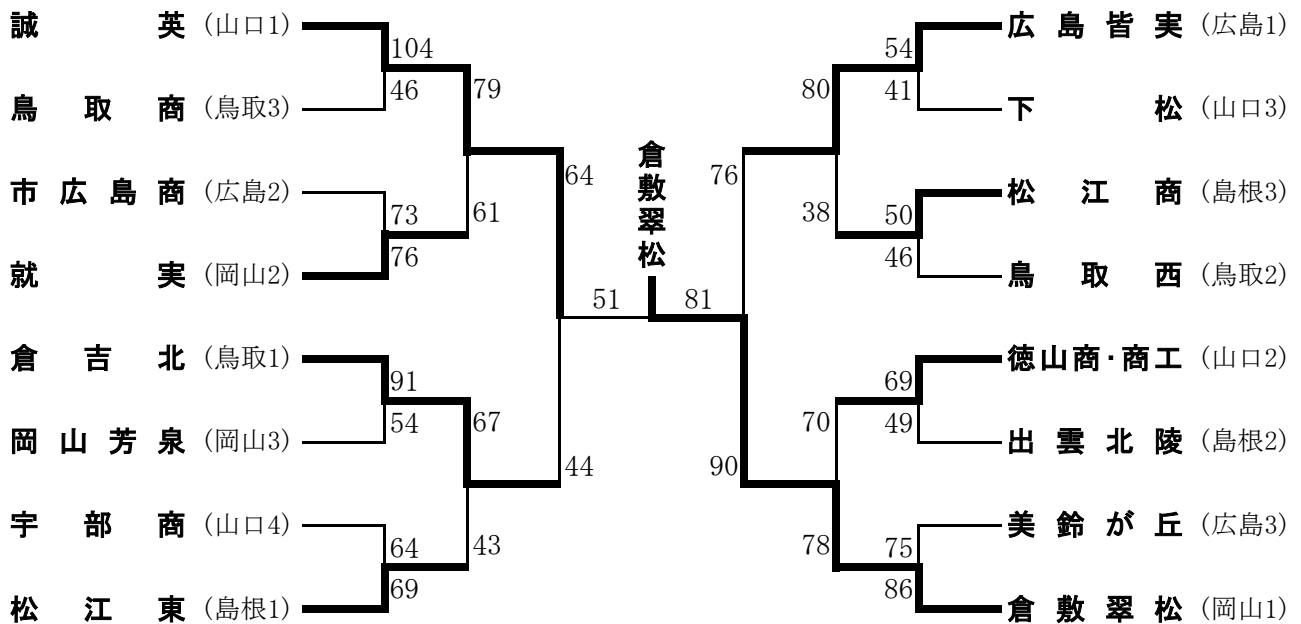 誠英 (山口1)
104
46
鳥取商 (鳥取3)
79
市広島商 (広島2)
73
76
61
就実 (岡山2)
64
倉吉北 (鳥取1)
91
54
岡山芳泉 (岡山3)
67
宇部商 (山口4)
64
69
43
松江東 (島根1)
44
51
倉敷翠松
81
広島皆実 (広島1)
54
41
下松 (山口3)
80
松江商 (島根3)
50
46
38
鳥取西 (鳥取2)
76
徳山商・商工 (山口2)
69
49
出雲北陵 (島根2)
70
美鈴が丘 (広島3)
75
86
78
倉敷翠松 (岡山1)
90